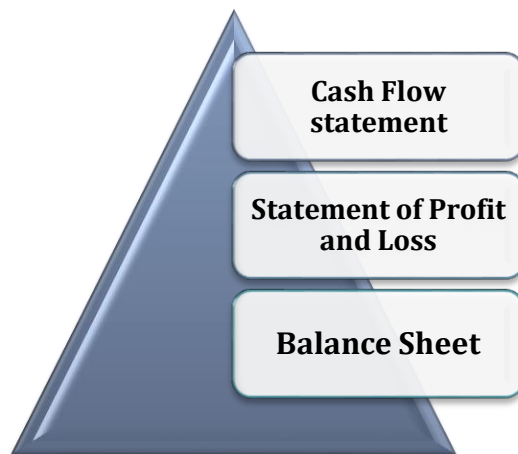 Cash Flow
statement
Statement of Profit
and Loss
Balance Sheet